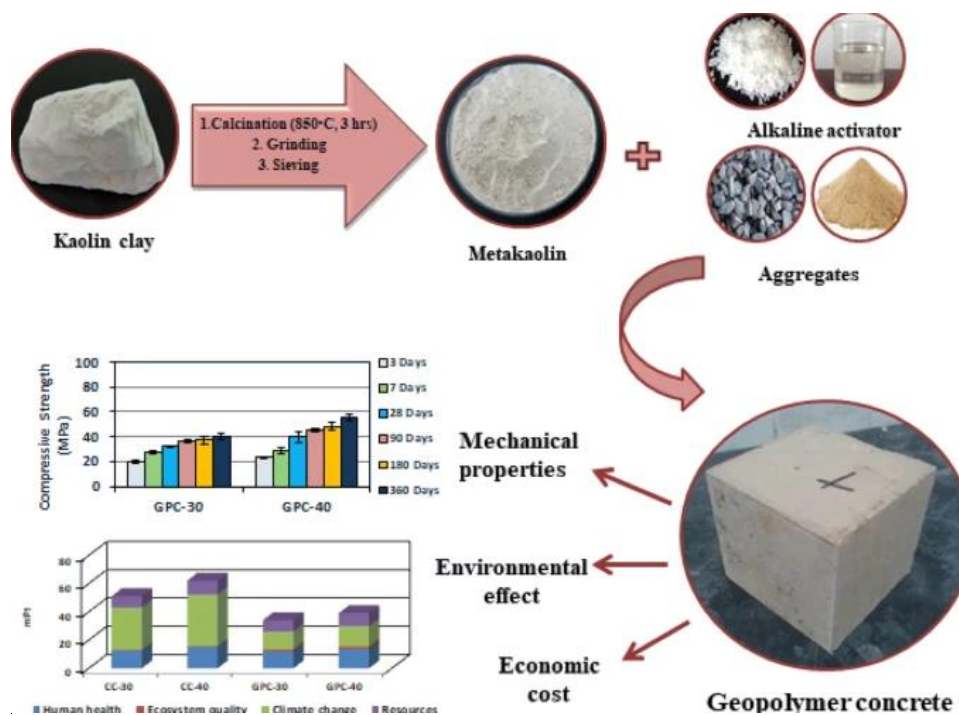 1.Calcination (850°C, 3 hrs)
2. Grinding
3. Sieving
Kaolin clay
Metakaolin
Alkaline activator
Aggregates
Compressive Strength
(MPa)
100
80
60
40
20
0
GPC-30
GPC-40
3 Days
7 Days
28 Days
90 Days
180 Days
360 Days
Mechanical
properties
Environmental
effect
Economic
cost
Geopolymer concrete
mPt
80
60
40
20
0
CC-30
CC-40
GPC-30
GPC-40
Human health
Ecosystem quality
Climate change
Resources